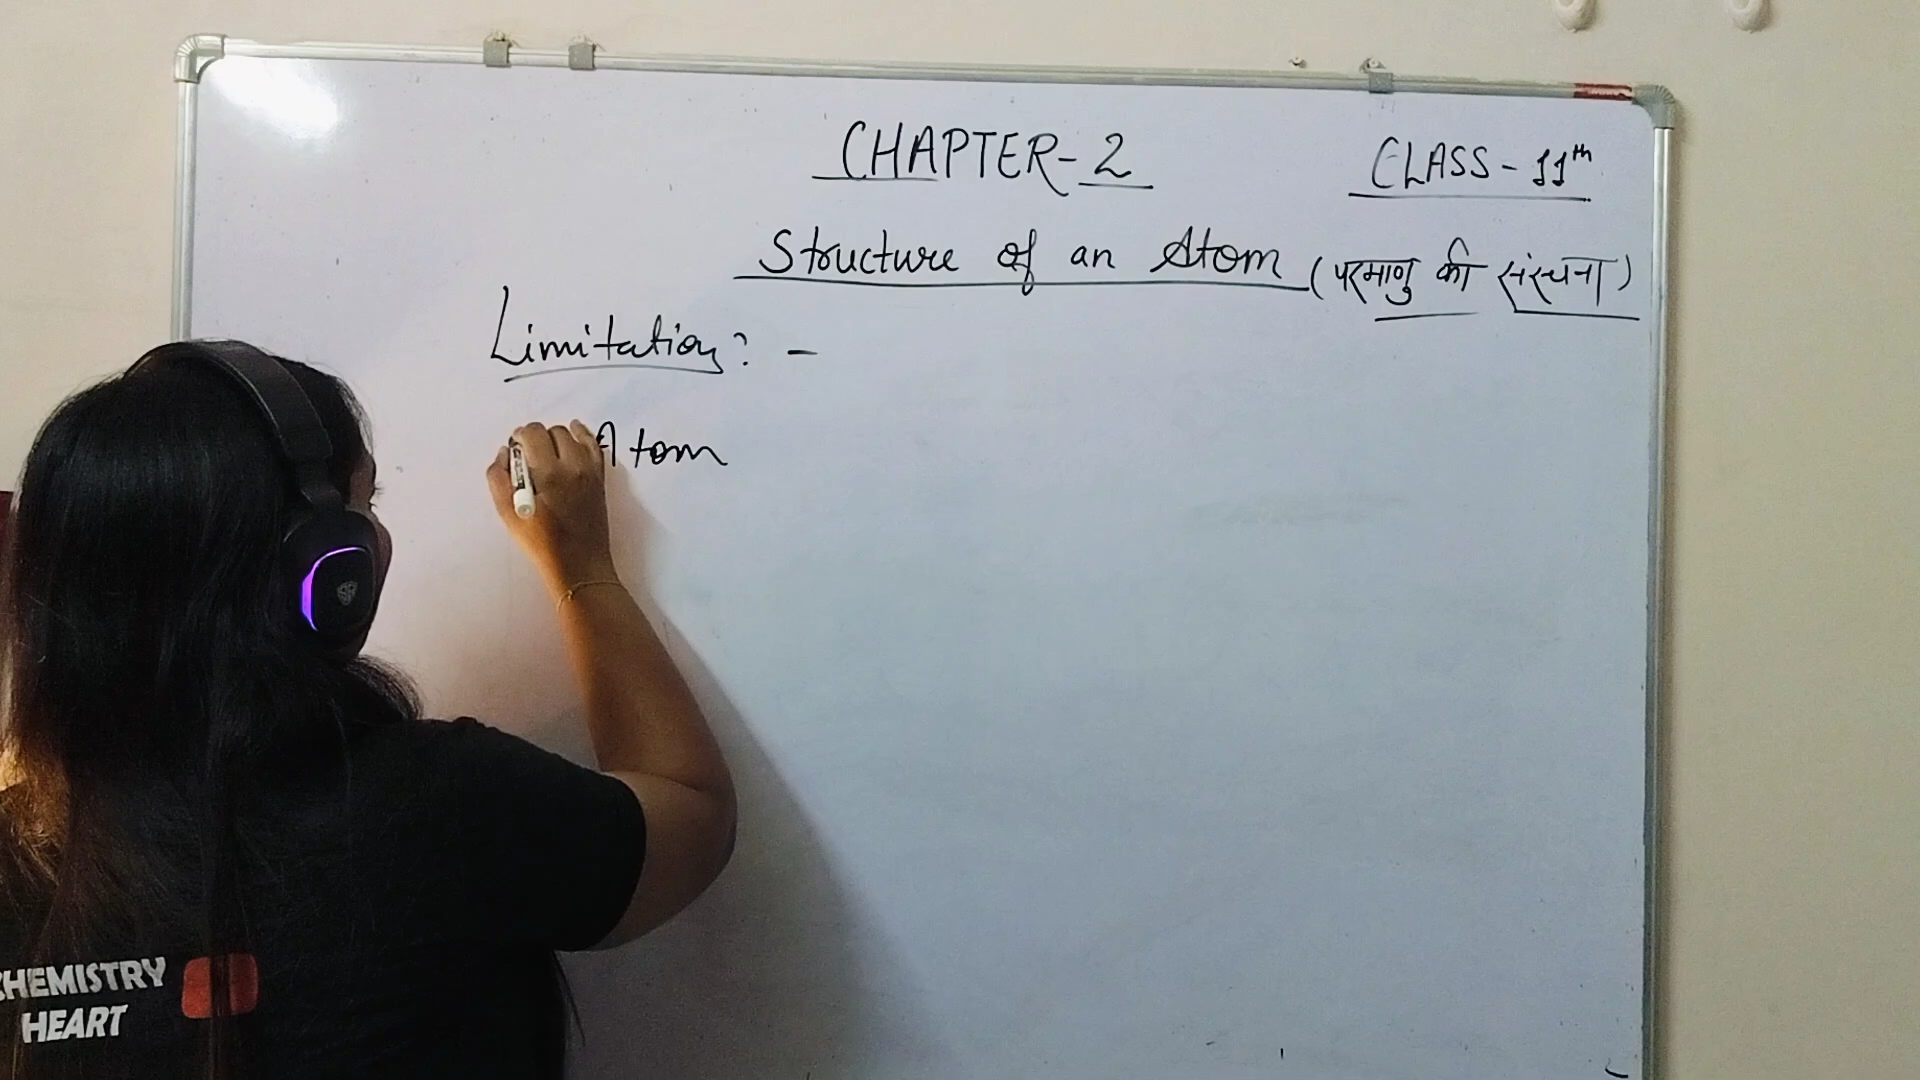 CHAPTER-2
CLASS-11th
Structure of an Atom (परमाणु की संरचना)
Limitation: -
Atom
CHEMISTRY
HEART